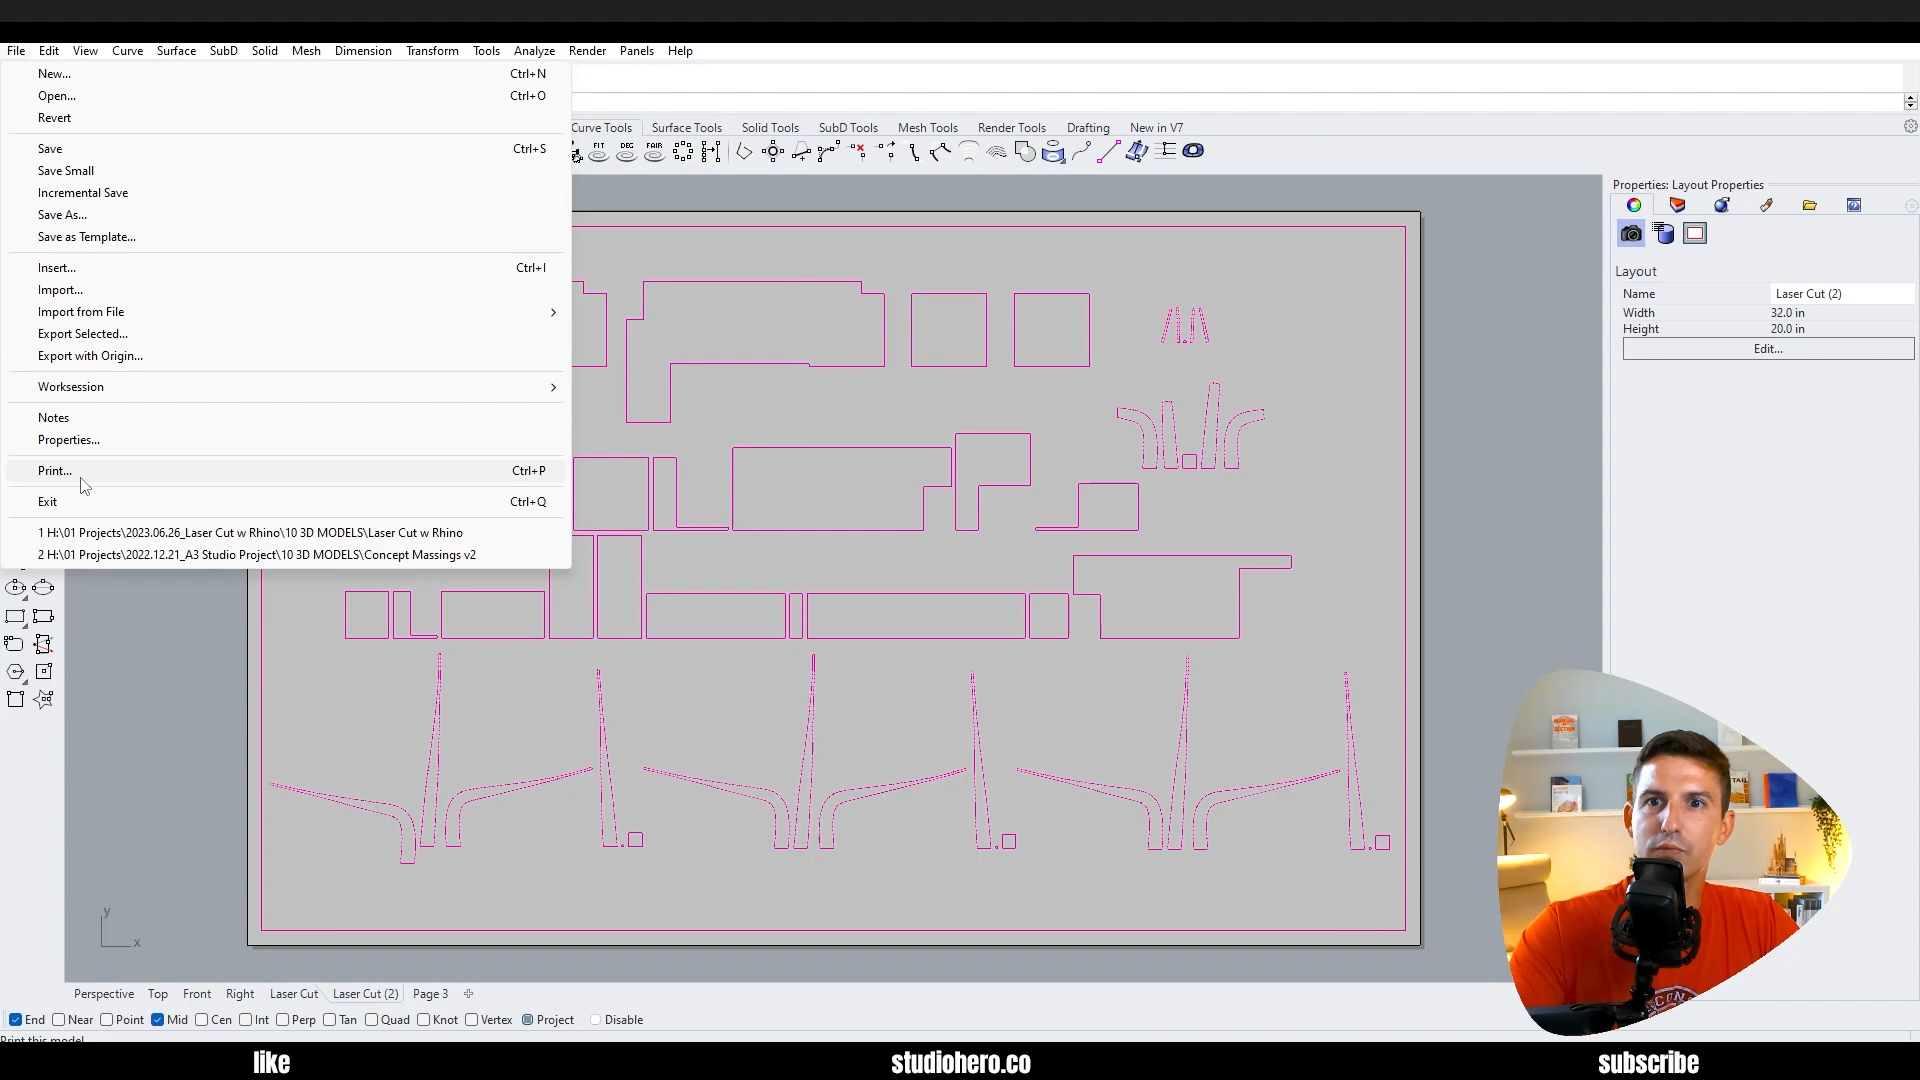 File Edit View Curve Surface SubD Solid Mesh Dimension Transform Tools Analyze Render Panels Help
New... Ctrl+N
Open... Ctrl+O
Revert
Save Ctrl+S
Save Small
Incremental Save
Save As...
Save as Template...
Insert... Ctrl+I
Import...
Import from File
Export Selected...
Export with Origin...
Worksession
Notes
Properties...
Print... Ctrl+P
Exit Ctrl+Q
1 H:\01 Projects\2023.06.26_Laser Cut w Rhino\10 3D MODELS\Laser Cut w Rhino
2 H:\01 Projects\2022.12.21_A3 Studio Project\10 3D MODELS\Concept Massings v2
Curve Tools Surface Tools Solid Tools SubD Tools Mesh Tools Render Tools Drafting New in V7
FIT DEG FAIR
Properties: Layout Properties
Layout
Name Laser Cut (2)
Width 32.0 in
Height 20.0 in
Edit...
y
x
Perspective Top Front Right Laser Cut Laser Cut (2) Page 3
End Near Point Mid Cen Int Perp Tan Quad Knot Vertex Project Disable
Print this model
like studiohero.co subscribe